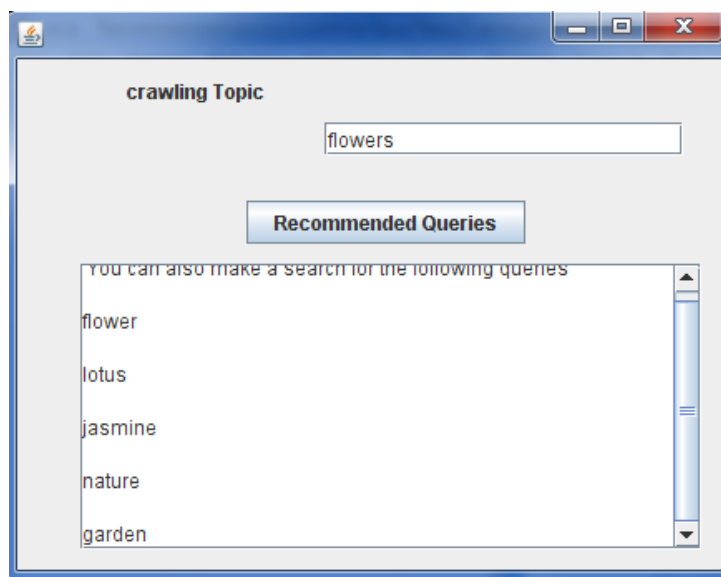 crawling Topic
flowers
Recommended Queries
You can also make a search for the following queries
flower
lotus
jasmine
nature
garden